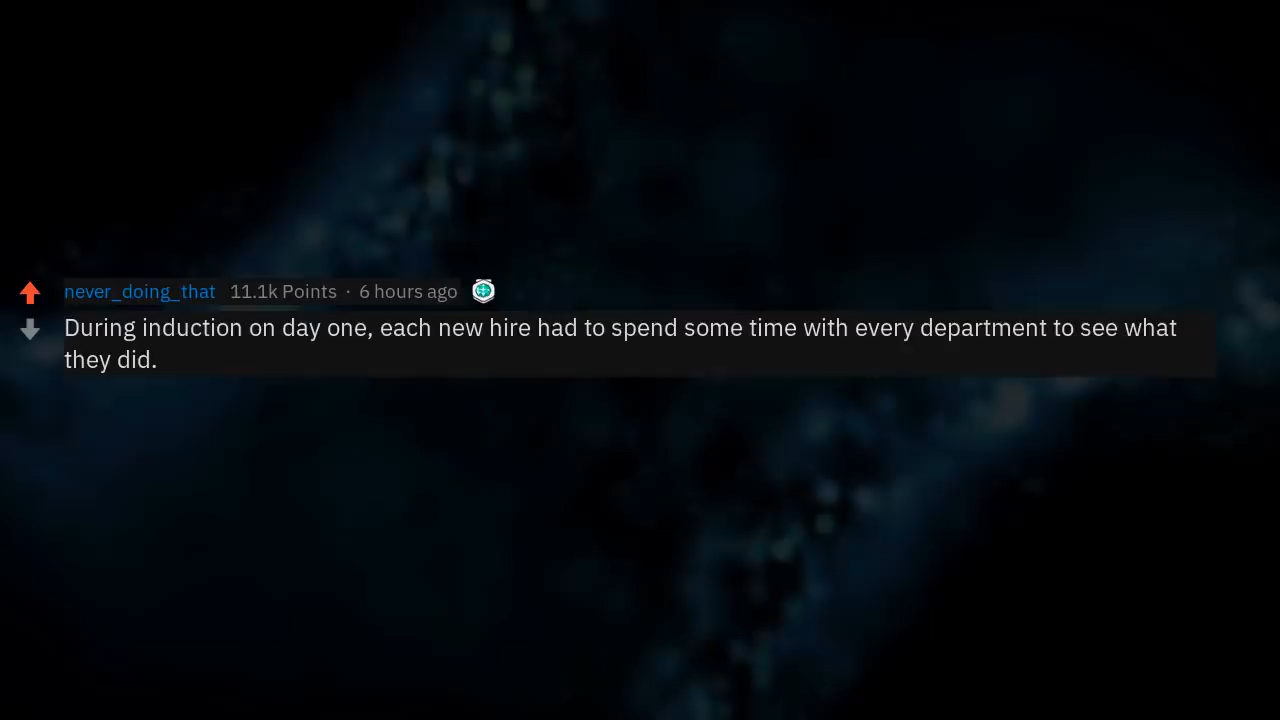 never_doing_that 11.1k Points · 6 hours ago
During induction on day one, each new hire had to spend some time with every department to see what
they did.